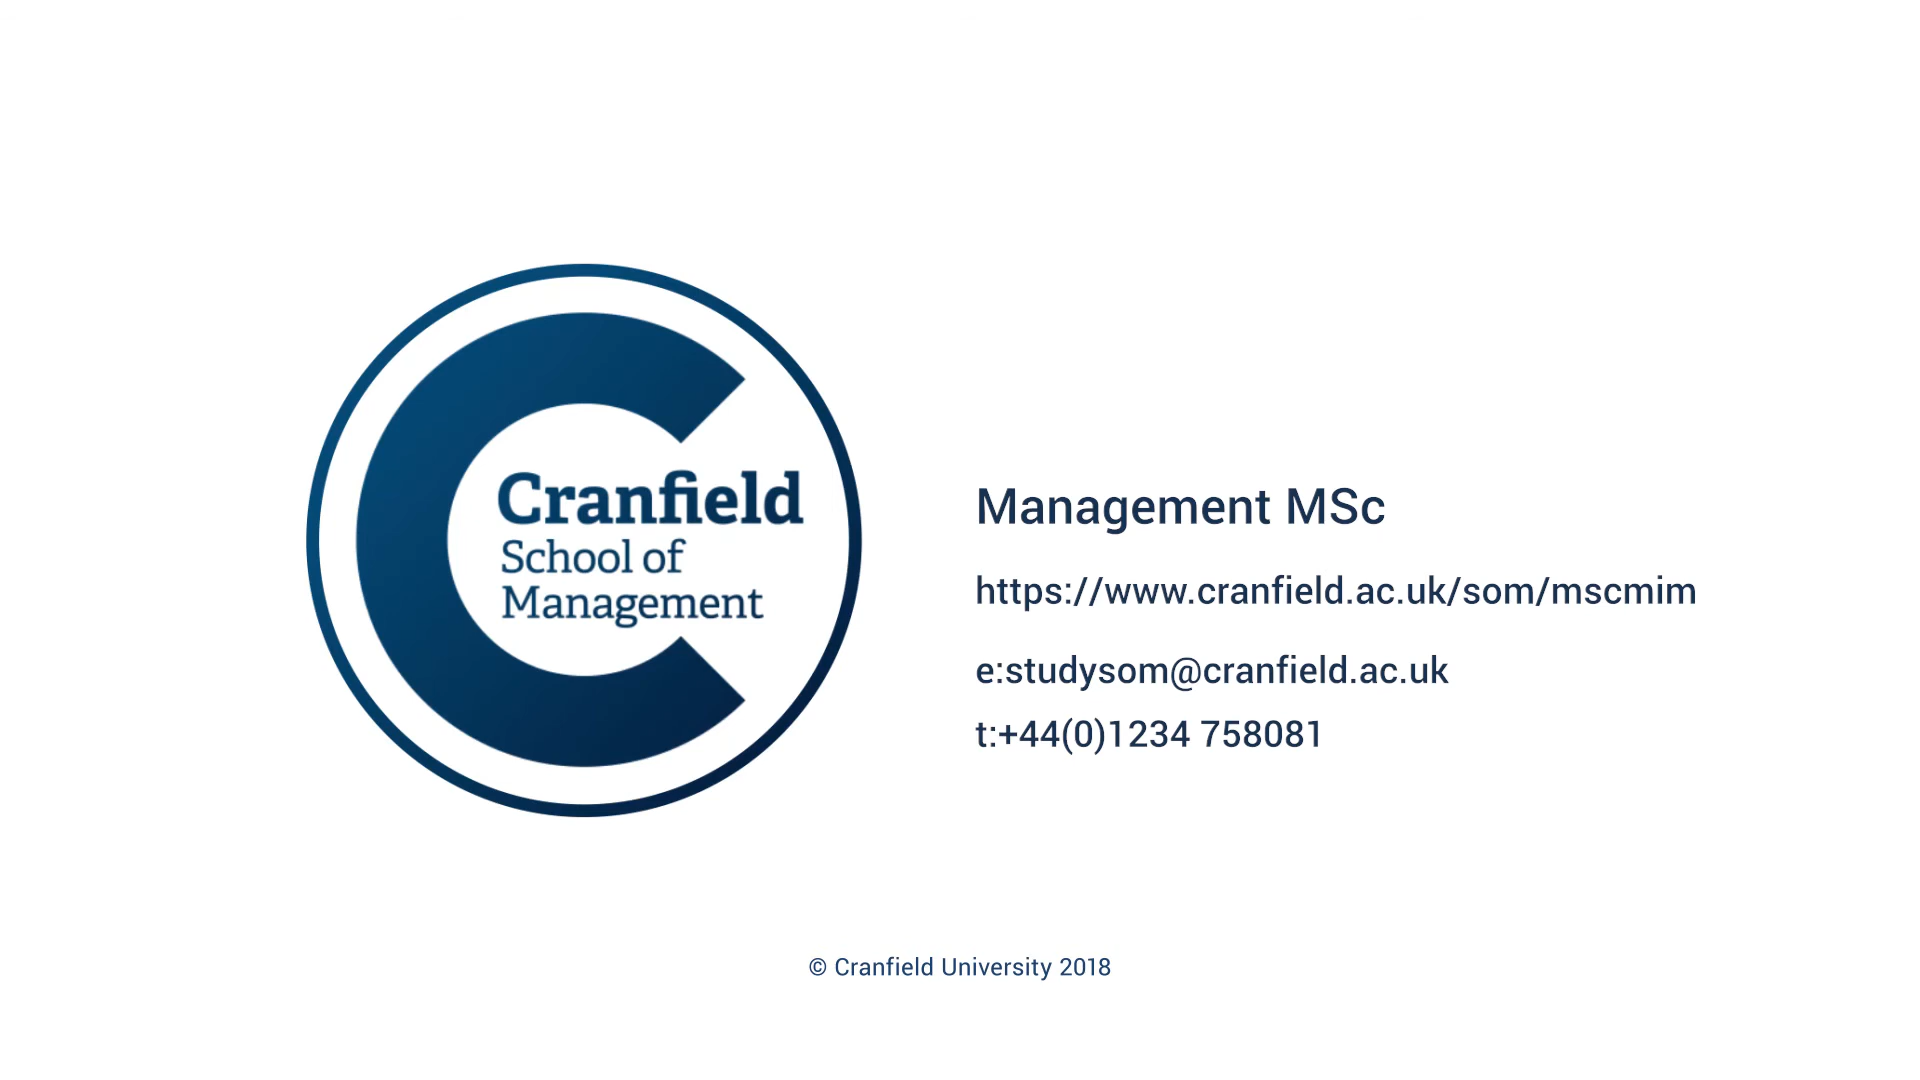 Cranfield
School of
Management
Management MSc
https://www.cranfield.ac.uk/som/mscmim
e:studysom@cranfield.ac.uk
t:+44(0)1234 758081
© Cranfield University 2018